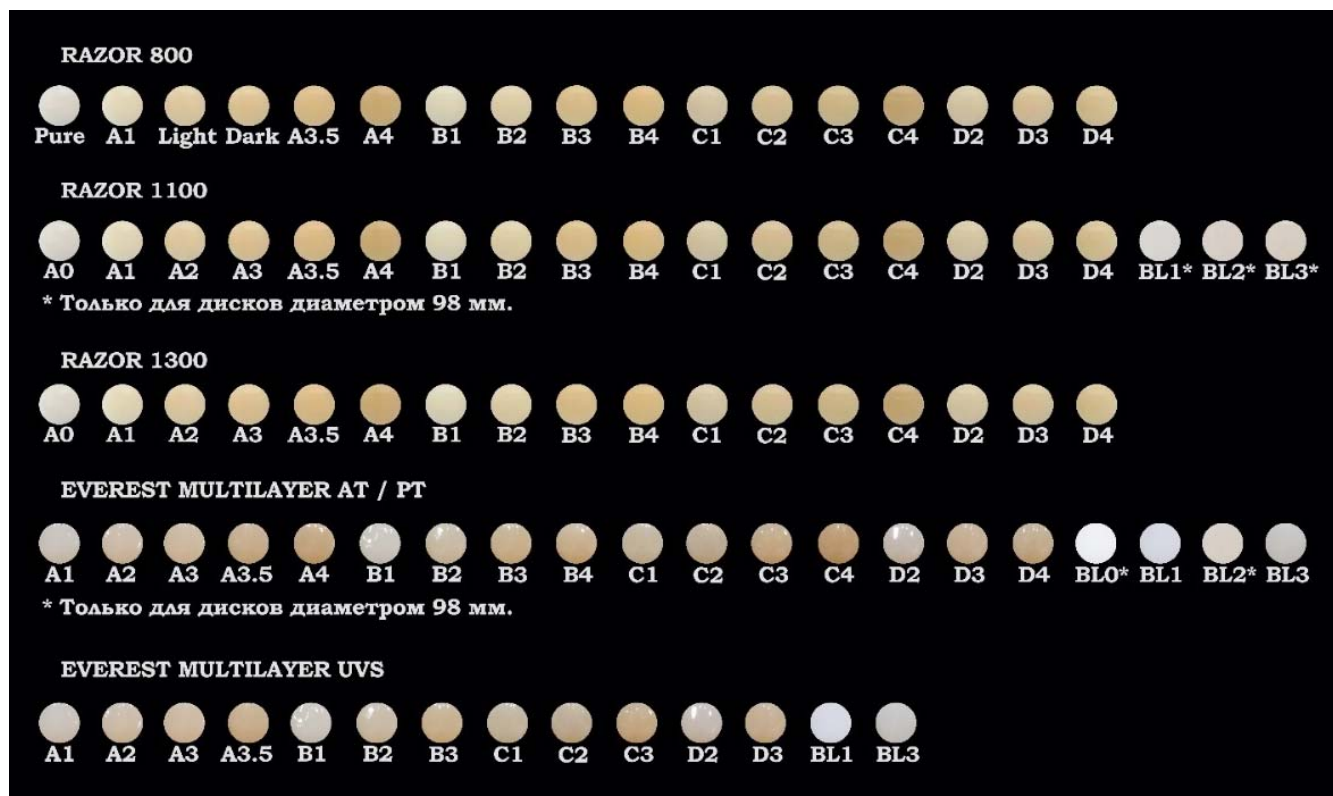 RAZOR 800
Pure A1 Light Dark A3.5 A4 B1 B2 B3 B4 C1 C2 C3 C4 D2 D3 D4
RAZOR 1100
A0 A1 A2 A3 A3.5 A4 B1 B2 B3 B4 C1 C2 C3 C4 D2 D3 D4 BL1* BL2* BL3*
* Только для дисков диаметром 98 мм.
RAZOR 1300
A0 A1 A2 A3 A3.5 A4 B1 B2 B3 B4 C1 C2 C3 C4 D2 D3 D4
EVEREST MULTILAYER AT / PT
A1 A2 A3 A3.5 A4 B1 B2 B3 B4 C1 C2 C3 C4 D2 D3 D4 BL0* BL1 BL2* BL3
* Только для дисков диаметром 98 мм.
EVEREST MULTILAYER UVS
A1 A2 A3 A3.5 B1 B2 B3 C1 C2 C3 D2 D3 BL1 BL3